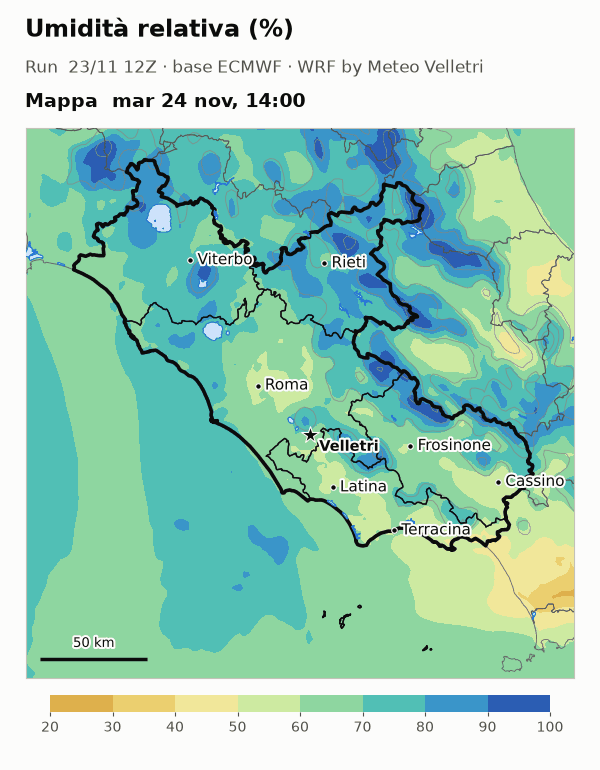 Umidità relativa (%)
Run  23/11 12Z · base ECMWF · WRF by Meteo Velletri
Mappa  mar 24 nov, 14:00
Viterbo
Rieti
Roma
Velletri
Frosinone
Latina
Cassino
Terracina
50 km
20 30 40 50 60 70 80 90 100